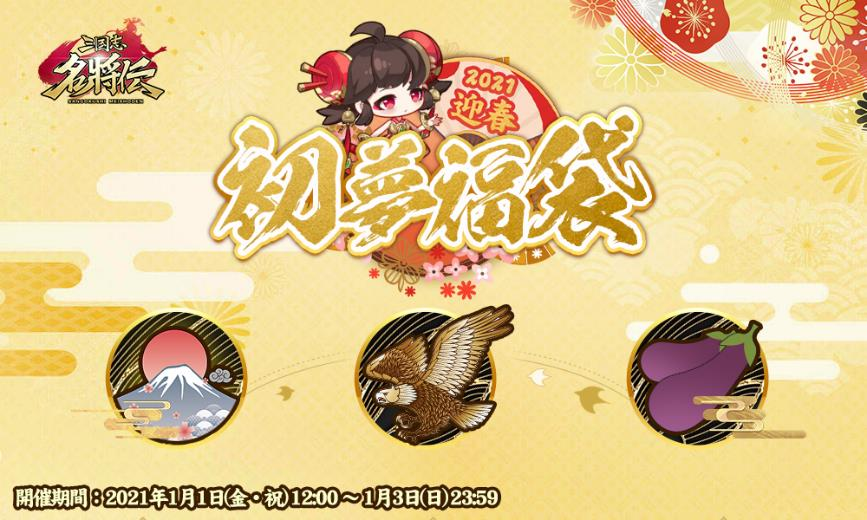 三国志
名将伝
SANGOKUSHI MEISHODEN
2021
迎春
初夢福袋
開催期間：2021年1月1日(金・祝)12:00 ～ 1月3日(日)23:59